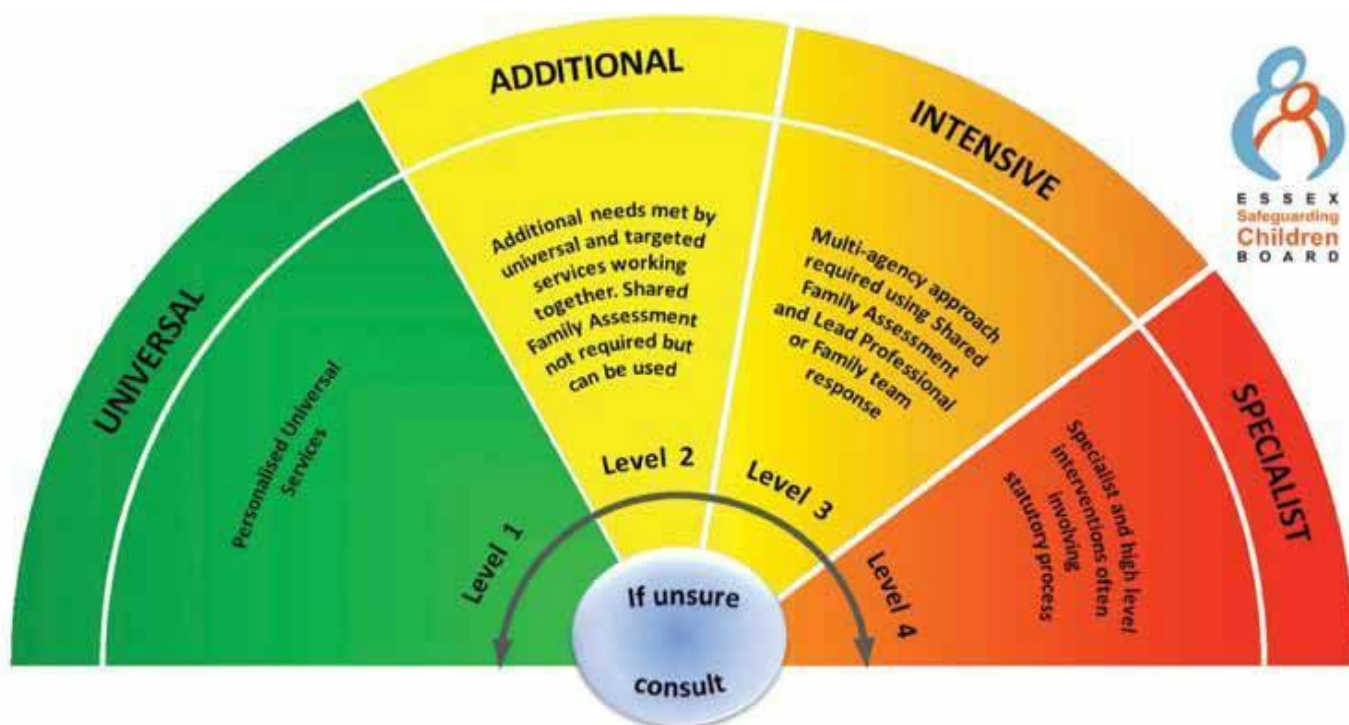 UNIVERSAL
Personalised Universal
Services
Level 1
ADDITIONAL
Additional needs met by
universal and targeted
services working
together. Shared
Family Assessment
not required but
can be used
Level 2
INTENSIVE
Multi-agency approach
required using Shared
Family Assessment
and Lead Professional
or Family team
response
Level 3
SPECIALIST
Specialist and high level
interventions often
involving
statutory process
Level 4
If unsure
consult
ESSEX
Safeguarding
Children
BOARD